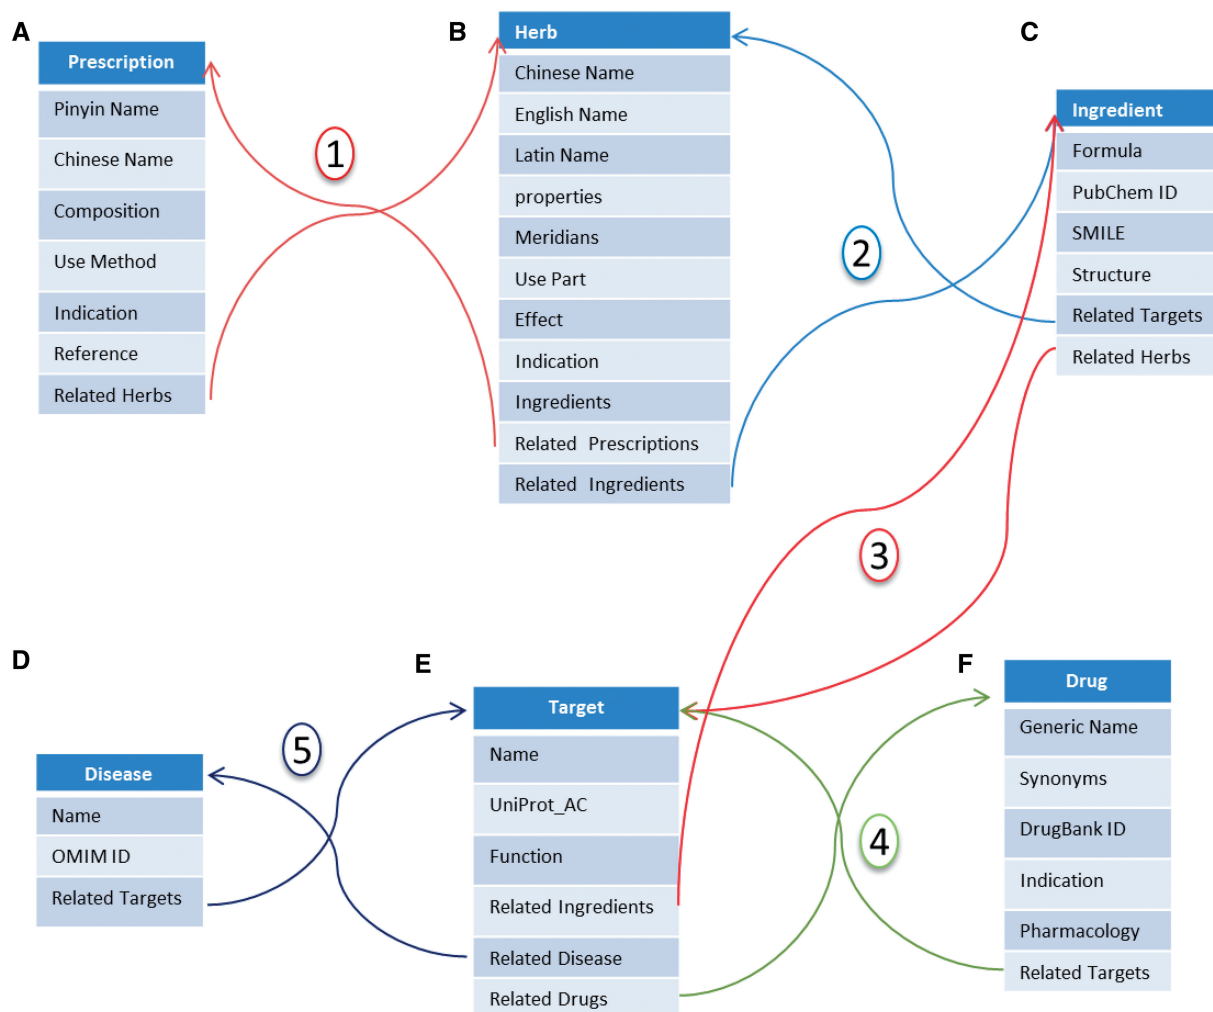 A
Prescription
Pinyin Name
Chinese Name
Composition
Use Method
Indication
Reference
Related Herbs
1
B
Herb
Chinese Name
English Name
Latin Name
properties
Meridians
Use Part
Effect
Indication
Ingredients
Related Prescriptions
Related Ingredients
2
C
Ingredient
Formula
PubChem ID
SMILE
Structure
Related Targets
Related Herbs
3
D
Disease
Name
OMIM ID
Related Targets
5
E
Target
Name
UniProt_AC
Function
Related Ingredients
Related Disease
Related Drugs
4
F
Drug
Generic Name
Synonyms
DrugBank ID
Indication
Pharmacology
Related Targets